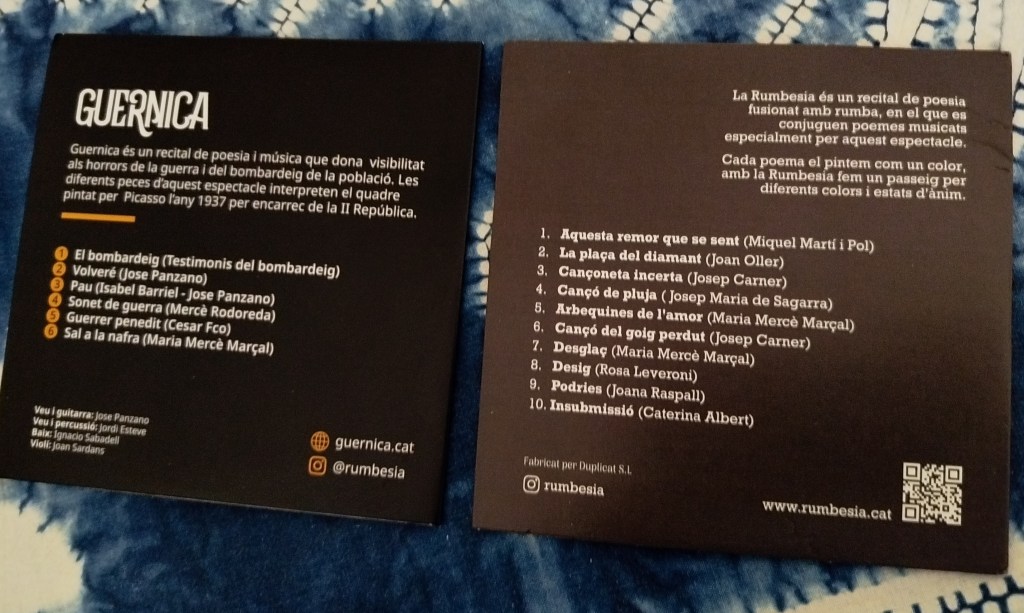 GUERNICA
Guernica és un recital de poesia i música que dona visibilitat
als horrors de la guerra i del bombardeig de la població. Les
diferents peces d'aquest espectacle interpreten el quadre
pintat per Picasso l'any 1937 per encarrec de la II República.
1 El bombardeig (Testimonis del bombardeig)
2 Volveré (Jose Panzano)
3 Pau (Isabel Barriel - Jose Panzano)
4 Sonet de guerra (Mercè Rodoreda)
5 Guerrer penedit (Cesar Fco)
6 Sal a la nafra (Maria Mercè Marçal)
Veu i guitarra: Jose Panzano
Veu i percussió: Jordi Esteve
Baix: Ignacio Sabadell
Violí: Joan Sardans
guernica.cat
@rumbesia
La Rumbesia és un recital de poesia
fusionat amb rumba, en el que es
conjuguen poemes musicats
especialment per aquest espectacle.
Cada poema el pintem com un color,
amb la Rumbesia fem un passeig per
diferents colors i estats d'ànim.
1. Aquesta remor que se sent (Miquel Martí i Pol)
2. La plaça del diamant (Joan Oller)
3. Cançoneta incerta (Josep Carner)
4. Cançó de pluja ( Josep Maria de Sagarra)
5. Arbequines de l'amor (Maria Mercè Marçal)
6. Cançó del goig perdut (Josep Carner)
7. Desglaç (Maria Mercè Marçal)
8. Desig (Rosa Leveroni)
9. Podries (Joana Raspall)
10. Insubmissió (Caterina Albert)
Fabricat per Duplicat S.L
rumbesia
www.rumbesia.cat